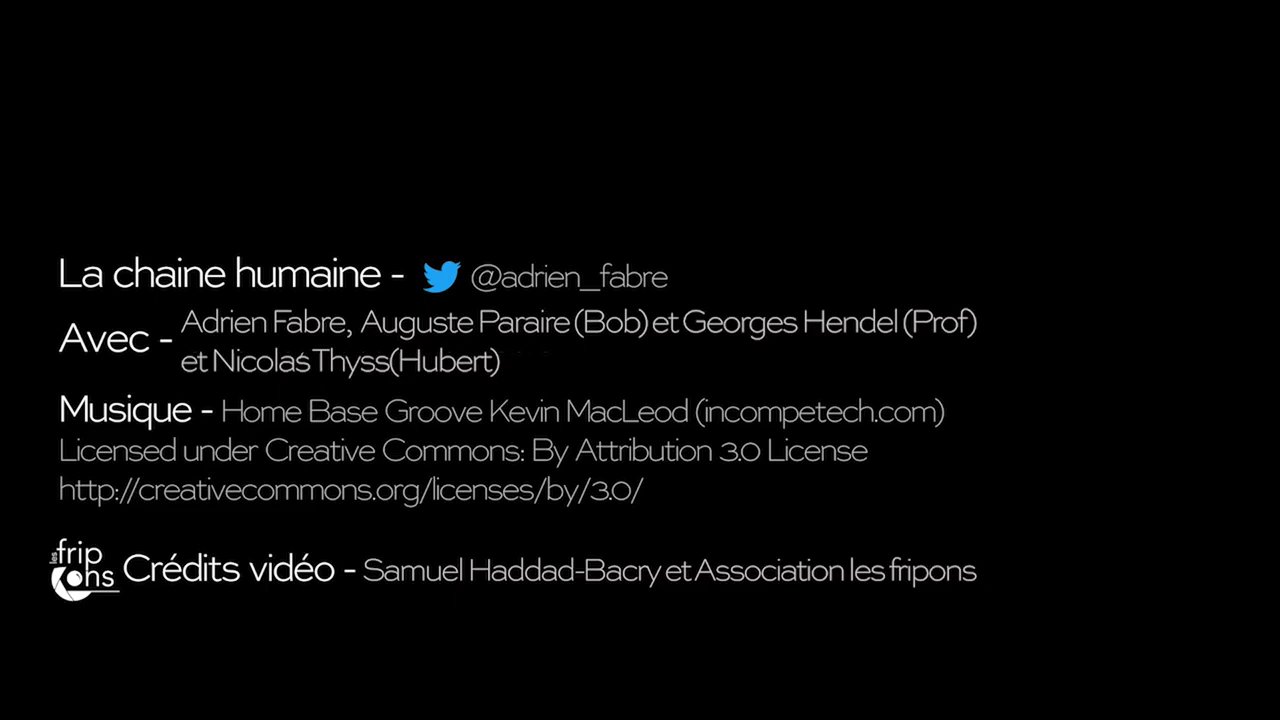 La chaine humaine - @adrien_fabre
Avec - Adrien Fabre, Auguste Paraire (Bob) et Georges Hendel (Prof)
et Nicolas Thyss(Hubert)
Musique - Home Base Groove Kevin MacLeod (incompetech.com)
Licensed under Creative Commons: By Attribution 3.0 License
http://creativecommons.org/licenses/by/3.0/
les fripons Crédits vidéo - Samuel Haddad-Bacry et Association les fripons